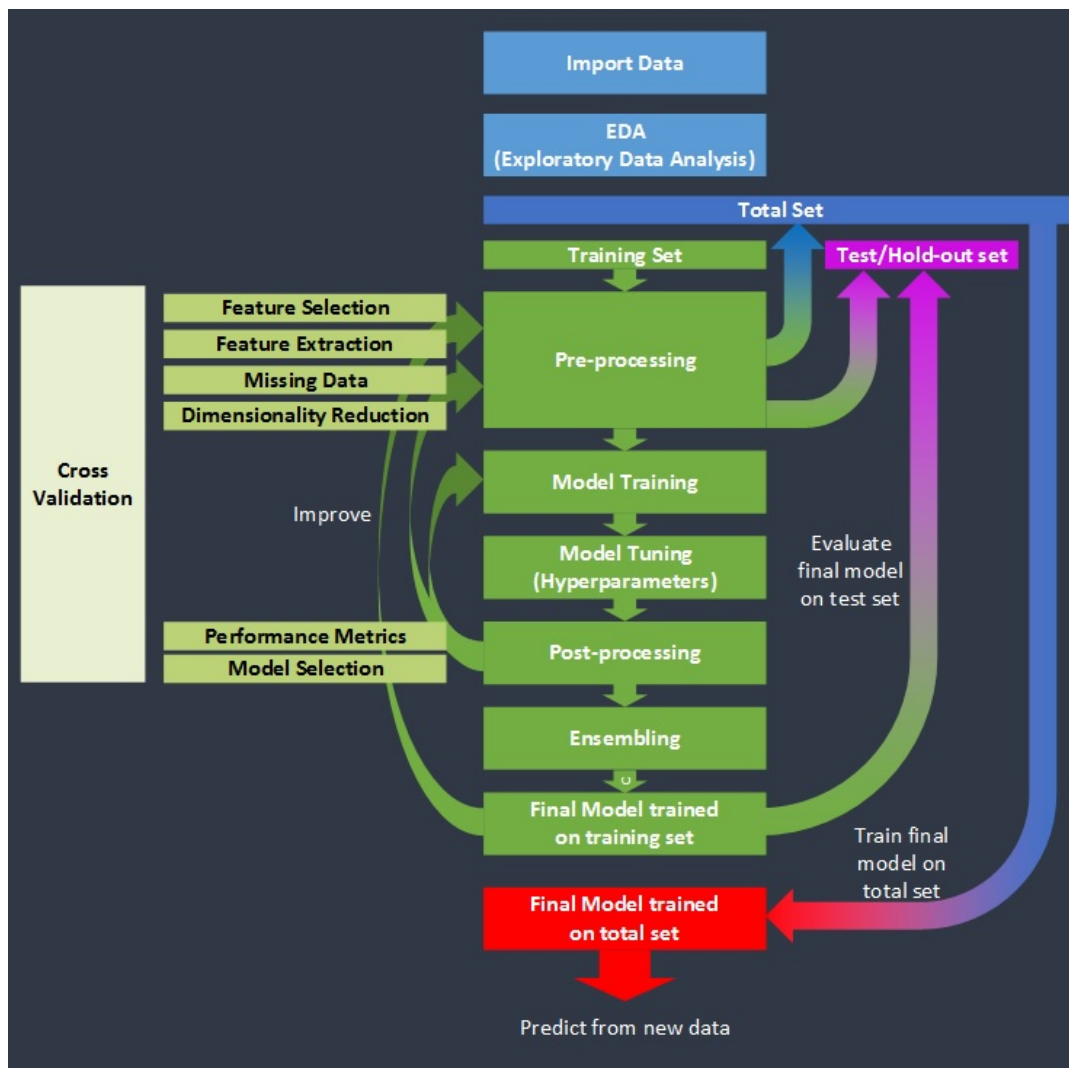 Import Data
EDA
(Exploratory Data Analysis)
Total Set
Training Set
Test/Hold-out set
Feature Selection
Feature Extraction
Missing Data
Dimensionality Reduction
Pre-processing
Cross
Validation
Improve
Model Training
Model Tuning
(Hyperparameters)
Evaluate
final model
on test set
Performance Metrics
Model Selection
Post-processing
Ensembling
C
Final Model trained
on training set
Train final
model on
total set
Final Model trained
on total set
Predict from new data